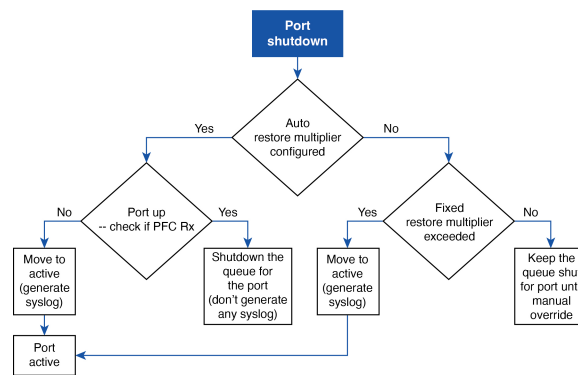 Port
shutdown
Auto
restore multiplier
configured
Yes
No
Port up
-- check if PFC Rx
No
Yes
Fixed
restore multiplier
exceeded
Yes
No
Move to
active
(generate
syslog)
Shutdown the
queue for
the port
(don't generate
any syslog)
Move to
active
(generate
syslog)
Keep the
queue shut
for port unti
manual
override
Port
active